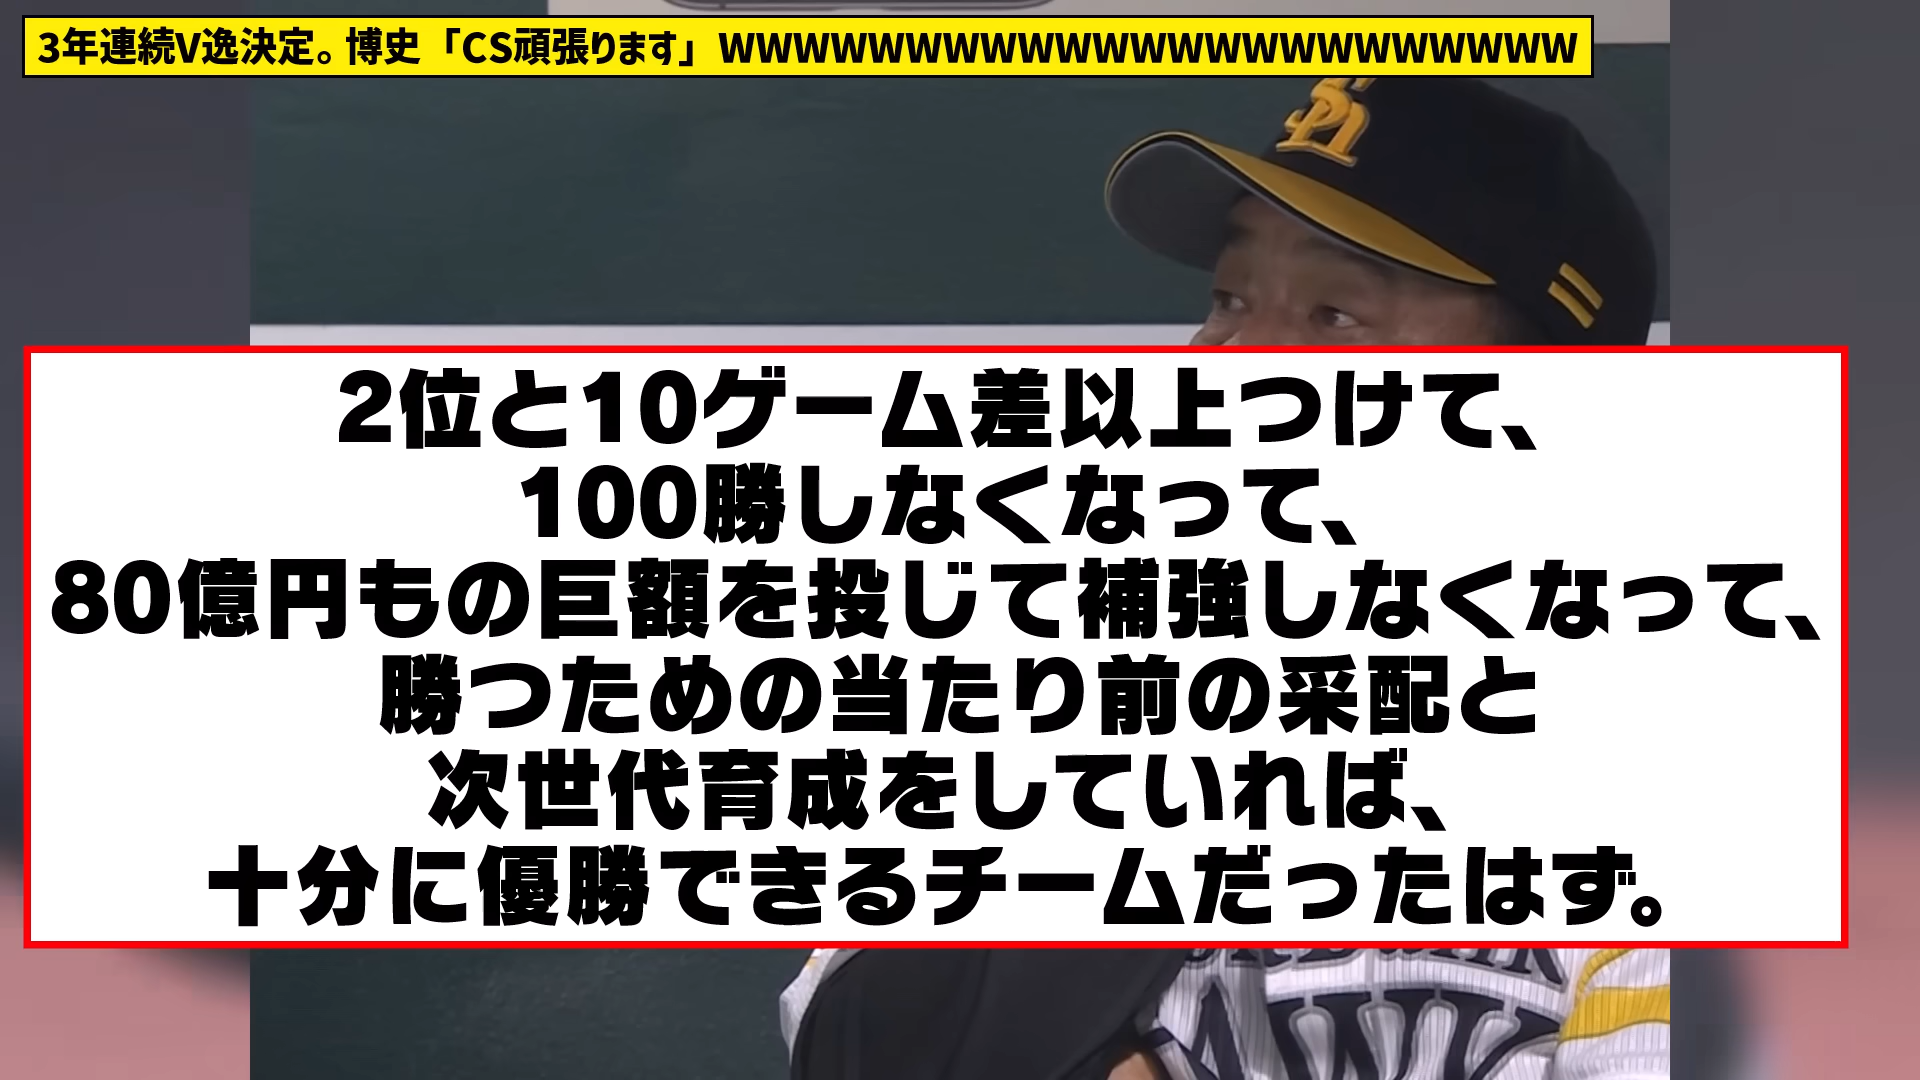 3年連続V逸決定。博史「CS頑張ります」WWWWWWWWWWWWWWWWWWWWWWW
SH
2位と10ゲーム差以上つけて、
100勝しなくなって、
80億円もの巨額を投じて補強しなくなって、
勝つための当たり前の采配と
次世代育成をしていれば、
十分に優勝できるチームだったはず。